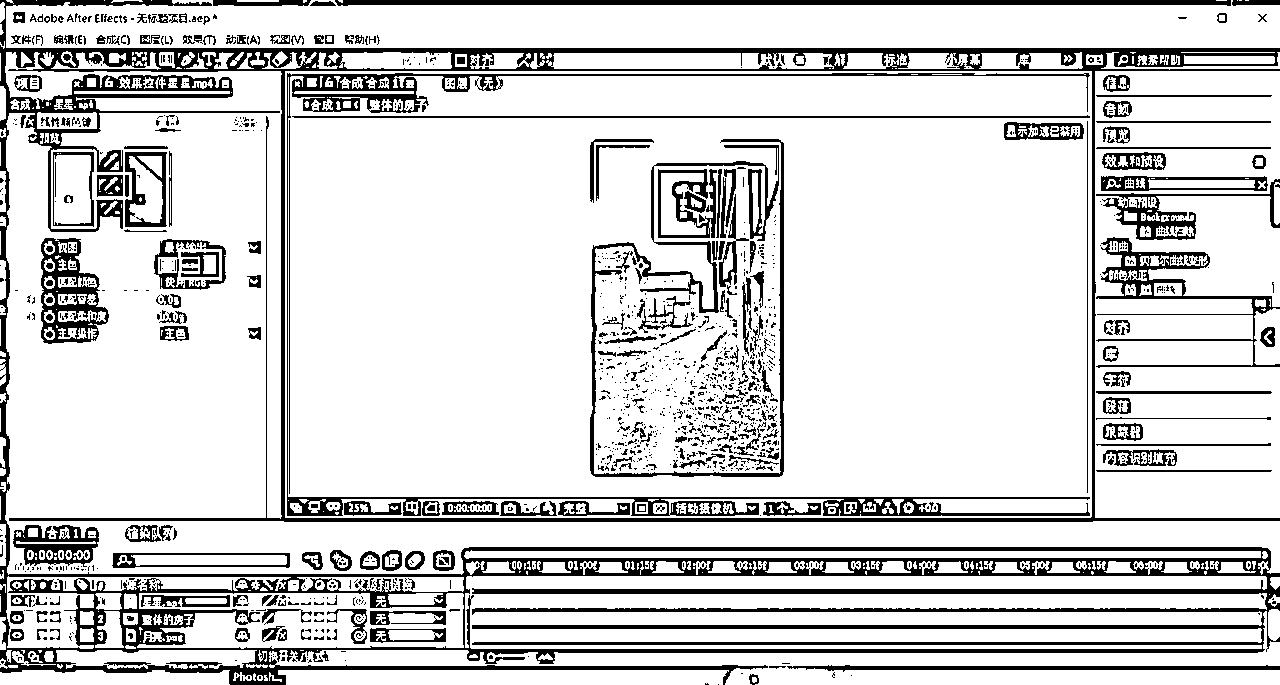 Adobe After Effects - 无标题项目.aep *
文件(F) 编辑(E) 合成(C) 图层(L) 效果(T) 动画(A) 视图(V) 窗口 帮助(H)
对齐
默认
标准
小屏幕
库
搜索帮助
项目
效果控件 星星.mp4
合成 1
星星.mp4
线性颜色键
预览
视图
最终输出
主色
匹配颜色
使用 RGB
匹配容差
匹配柔和度
主要操作
主色
合成 合成 1
图层 (无)
合成 1
整体的房子
显示加速已禁用
25%
0:00:00:00
完整
活动摄像机
1 个...
+0.0
信息
音频
预览
效果和预设
曲线
动画预设
Backgrounds
扭曲
贝塞尔曲线变形
颜色校正
曲线
对齐
库
字符
段落
跟踪器
内容识别填充
合成 1
渲染队列
0:00:00:00
00:15f 01:00f 01:15f 02:00f 02:15f 03:00f 03:15f 04:00f 04:15f 05:00f 05:15f 06:00f 06:15f 07:0
源名称
父级和链接
1 星星.mp4 无
2 整体的房子 无
3 月亮.png 无
切换开关/模式
Photosh...